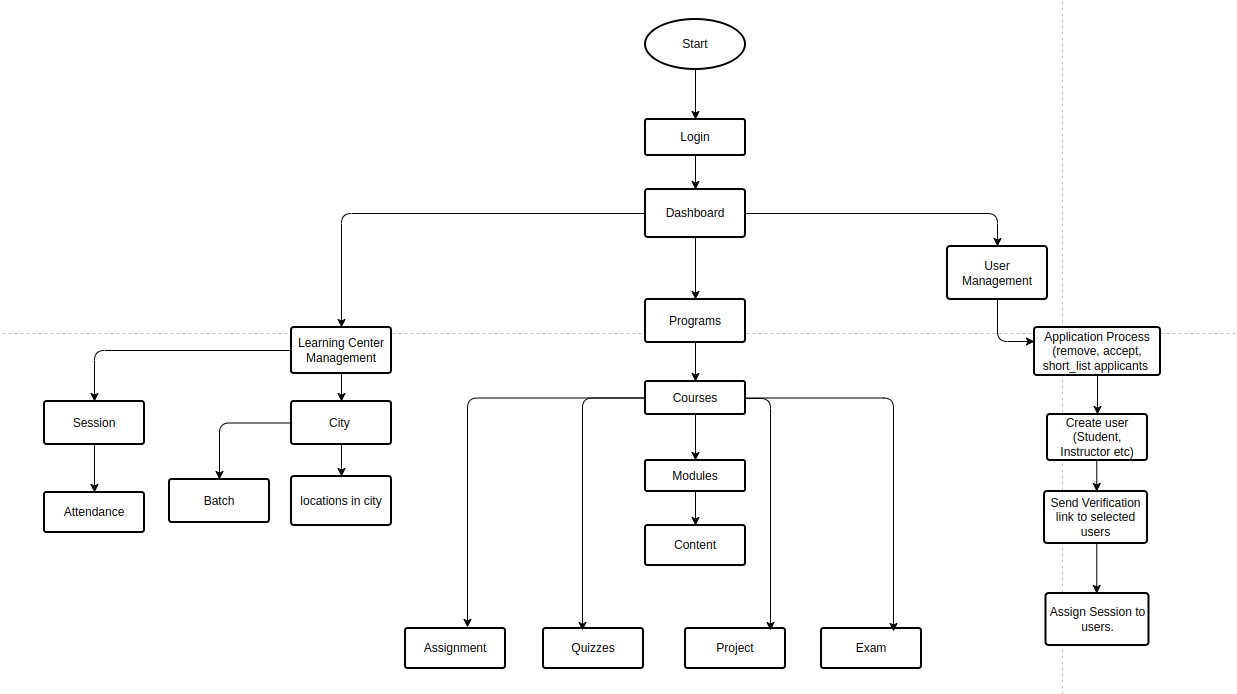 Start
Login
Dashboard
User
Management
Programs
Learning Center
Management
Application Process
(remove, accept,
short_list applicants
Courses
Session
City
Create user
(Student,
Instructor etc)
Modules
Batch
locations in city
Attendance
Send Verification
link to selected
users
Content
Assign Session to
users.
Assignment
Quizzes
Project
Exam